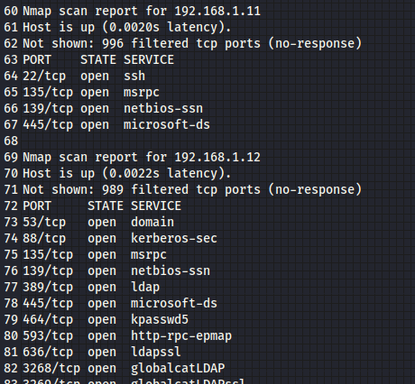 60 Nmap scan report for 192.168.1.11
61 Host is up (0.0020s latency).
62 Not shown: 996 filtered tcp ports (no-response)
63 PORT    STATE SERVICE
64 22/tcp  open  ssh
65 135/tcp open  msrpc
66 139/tcp open  netbios-ssn
67 445/tcp open  microsoft-ds
68
69 Nmap scan report for 192.168.1.12
70 Host is up (0.0022s latency).
71 Not shown: 989 filtered tcp ports (no-response)
72 PORT     STATE SERVICE
73 53/tcp   open  domain
74 88/tcp   open  kerberos-sec
75 135/tcp  open  msrpc
76 139/tcp  open  netbios-ssn
77 389/tcp  open  ldap
78 445/tcp  open  microsoft-ds
79 464/tcp  open  kpasswd5
80 593/tcp  open  http-rpc-epmap
81 636/tcp  open  ldapssl
82 3268/tcp open  globalcatLDAP
83 3269/tcp open  globalcatLDAPssl